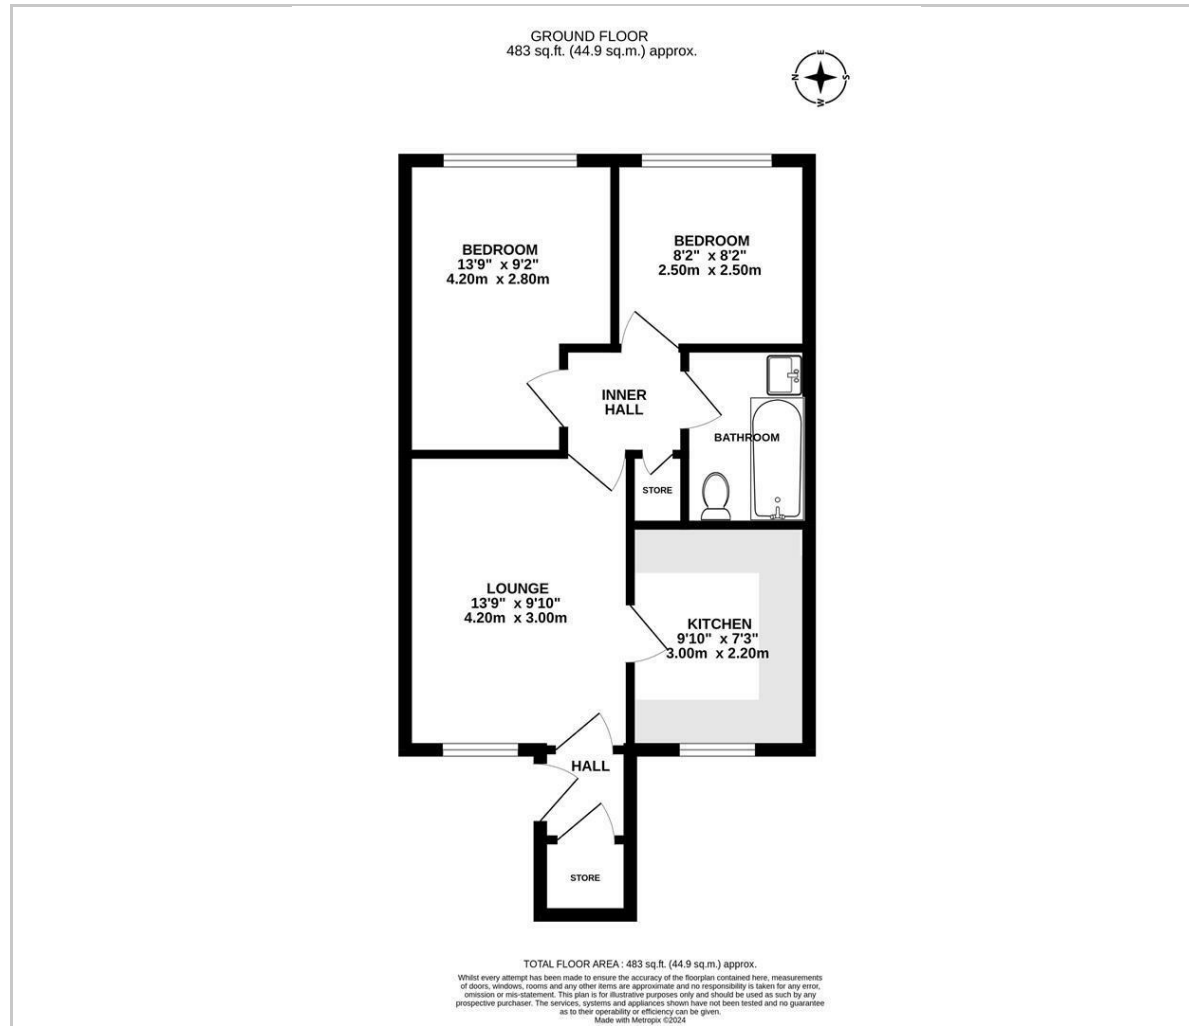 GROUND FLOOR
483 sq.ft. (44.9 sq.m.) approx.
E
N
S
W
BEDROOM
13'9" x 9'2"
4.20m x 2.80m
BEDROOM
8'2" x 8'2"
2.50m x 2.50m
INNER
HALL
BATHROOM
STORE
LOUNGE
13'9" x 9'10"
4.20m x 3.00m
KITCHEN
9'10" x 7'3"
3.00m x 2.20m
HALL
STORE
TOTAL FLOOR AREA : 483 sq.ft. (44.9 sq.m.) approx.
Whilst every attempt has been made to ensure the accuracy of the floorplan contained here, measurements
of doors, windows, rooms and any other items are approximate and no responsibility is taken for any error,
omission or mis-statement. This plan is for illustrative purposes only and should be used as such by any
prospective purchaser. The services, systems and appliances shown have not been tested and no guarantee
as to their operability or efficiency can be given.
Made with Metropix ©2024